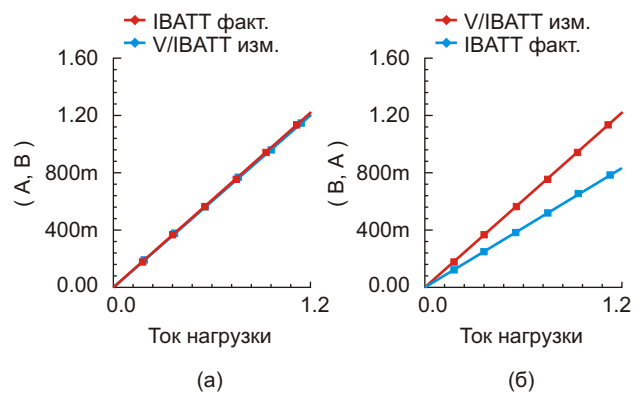 IBATT факт.
V/IBATT изм.
( A, B )
1.60
1.20
800m
400m
0.00
0.0
1.2
Ток нагрузки
(а)
V/IBATT изм.
IBATT факт.
( B, A )
1.60
1.20
800m
400m
0.00
0.0
1.2
Ток нагрузки
(б)